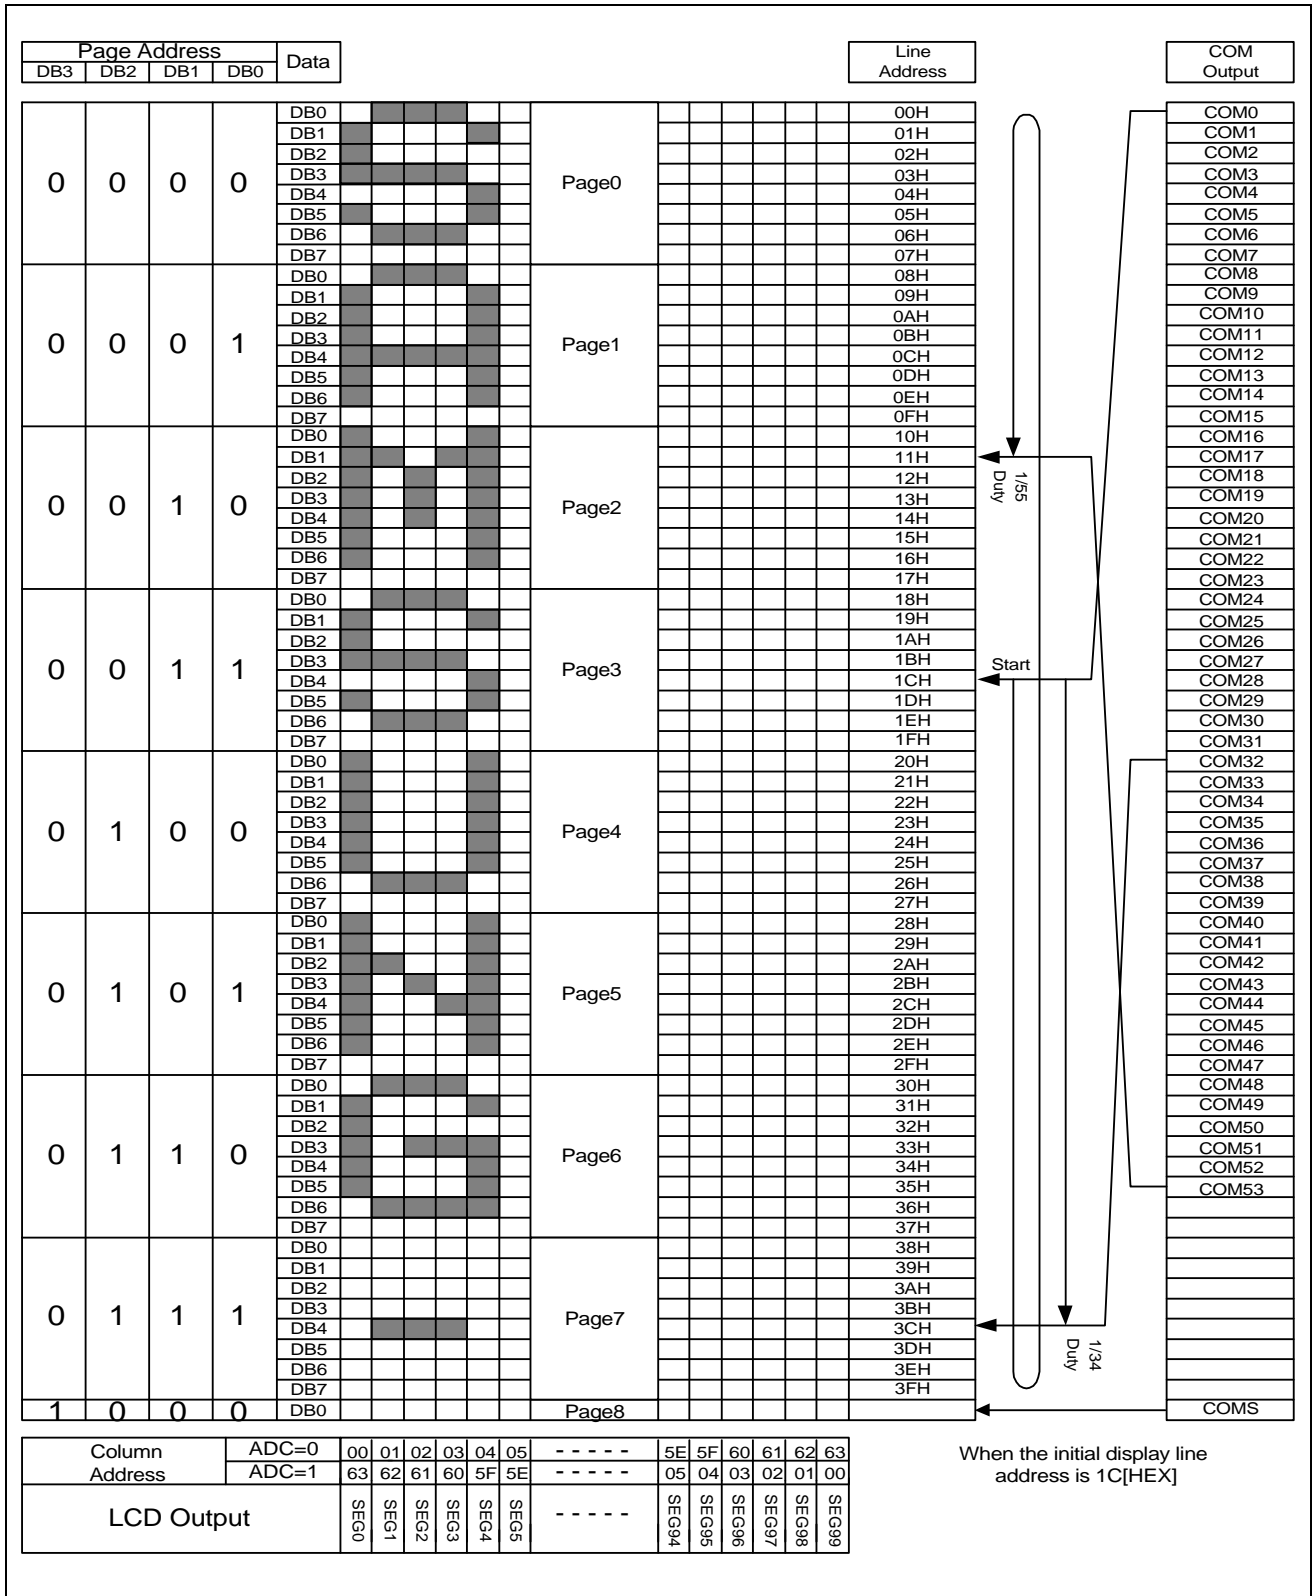 Page Address Data Line Address COM Output
DB3 DB2 DB1 DB0
DB0 00H COM0
DB1 01H COM1
DB2 02H COM2
DB3 03H COM3
0 0 0 0 Page0
DB4 04H COM4
DB5 05H COM5
DB6 06H COM6
DB7 07H COM7
DB0 08H COM8
DB1 09H COM9
DB2 0AH COM10
DB3 0BH COM11
0 0 0 1 Page1
DB4 0CH COM12
DB5 0DH COM13
DB6 0EH COM14
DB7 0FH COM15
DB0 10H COM16
DB1 11H COM17
DB2 12H COM18
DB3 13H COM19
1/55 Duty
0 0 1 0 Page2
DB4 14H COM20
DB5 15H COM21
DB6 16H COM22
DB7 17H COM23
DB0 18H COM24
DB1 19H COM25
DB2 1AH COM26
DB3 1BH COM27
Start
0 0 1 1 Page3
DB4 1CH COM28
DB5 1DH COM29
DB6 1EH COM30
DB7 1FH COM31
DB0 20H COM32
DB1 21H COM33
DB2 22H COM34
DB3 23H COM35
0 1 0 0 Page4
DB4 24H COM36
DB5 25H COM37
DB6 26H COM38
DB7 27H COM39
DB0 28H COM40
DB1 29H COM41
DB2 2AH COM42
DB3 2BH COM43
0 1 0 1 Page5
DB4 2CH COM44
DB5 2DH COM45
DB6 2EH COM46
DB7 2FH COM47
DB0 30H COM48
DB1 31H COM49
DB2 32H COM50
DB3 33H COM51
0 1 1 0 Page6
DB4 34H COM52
DB5 35H COM53
DB6 36H
DB7 37H
DB0 38H
DB1 39H
DB2 3AH
DB3 3BH
0 1 1 1 Page7
DB4 3CH
DB5 3DH
DB6 3EH
DB7 3FH
1/34 Duty
1 0 0 0 DB0 Page8 COMS
Column Address
ADC=0 00 01 02 03 04 05 - - - - - 5E 5F 60 61 62 63
ADC=1 63 62 61 60 5F 5E - - - - - 05 04 03 02 01 00
LCD Output SEG0 SEG1 SEG2 SEG3 SEG4 SEG5 - - - - - SEG94 SEG95 SEG96 SEG97 SEG98 SEG99
When the initial display line
address is 1C[HEX]